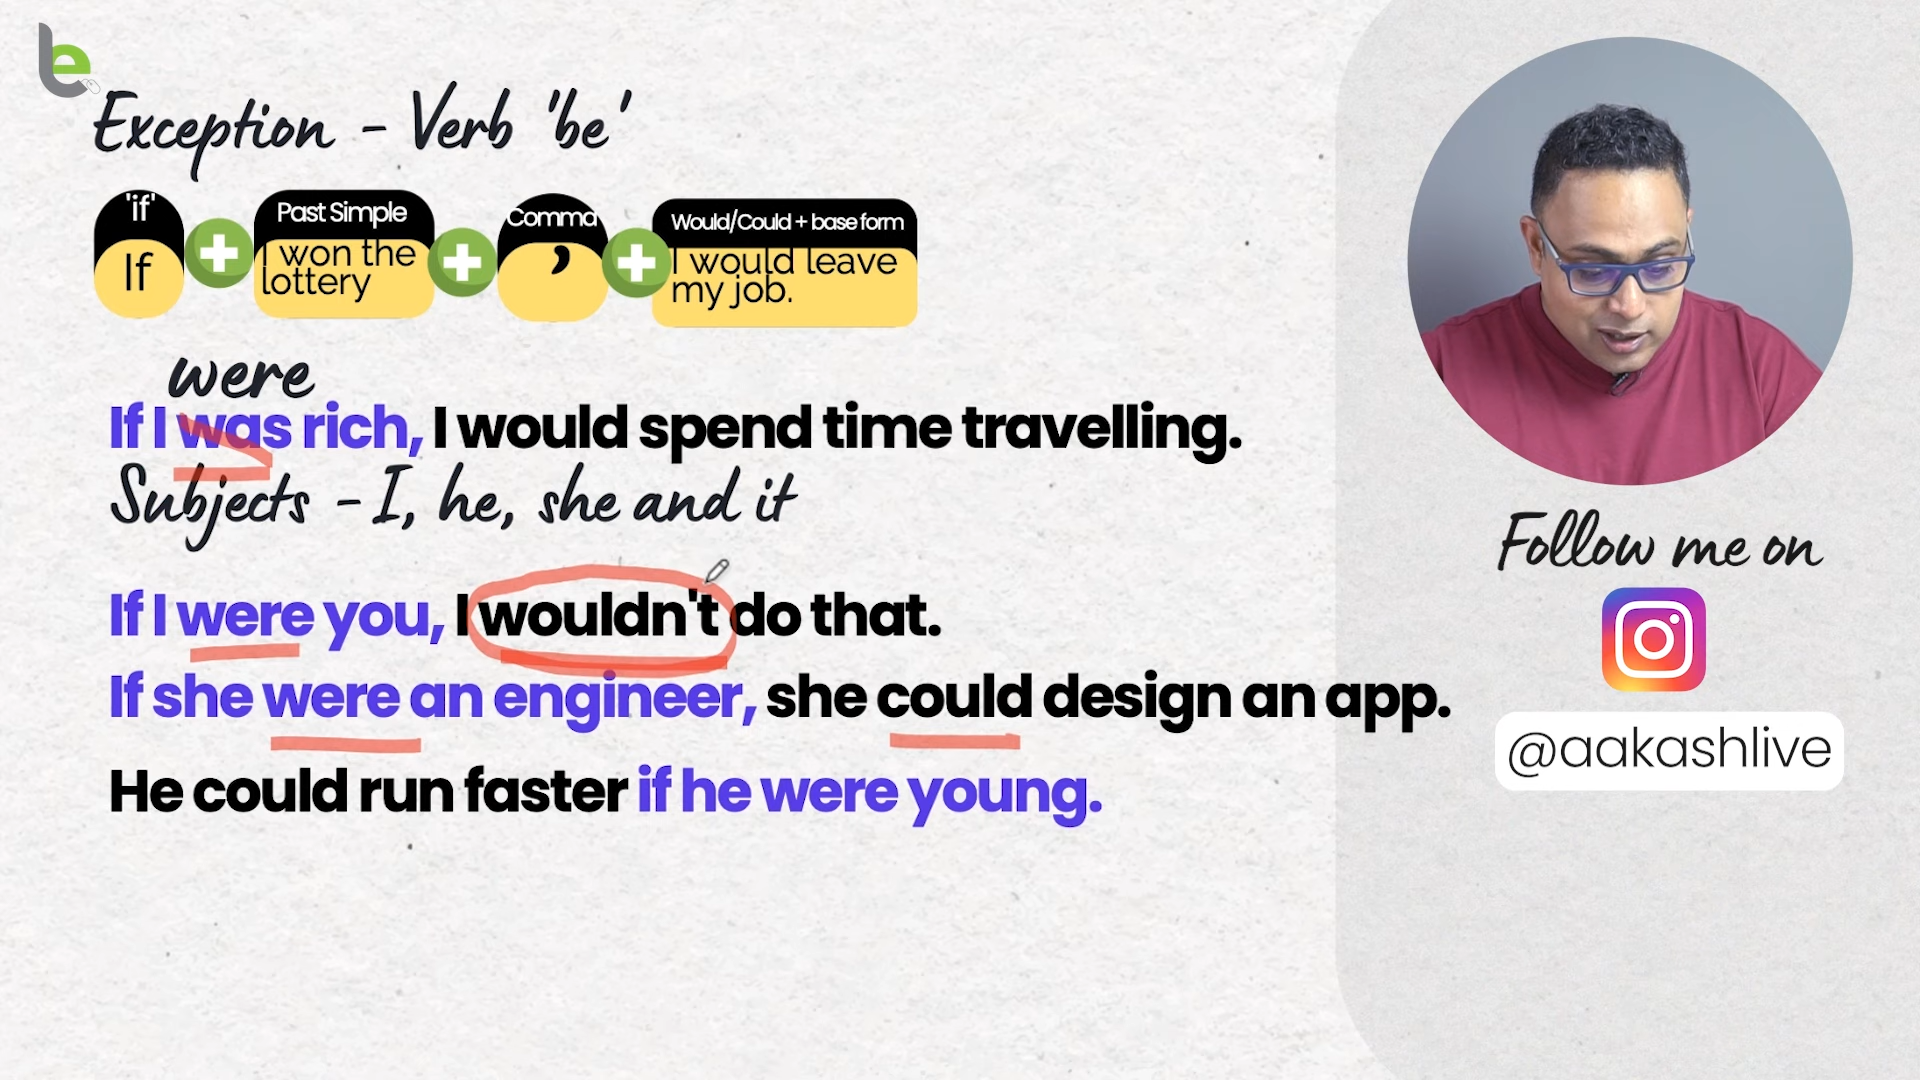 be
Exception - Verb 'be'
'if'
If
Past Simple
I won the
lottery
Comma
,
Would/Could + base form
I would leave
my job.
were
If I was rich, I would spend time travelling.
Subjects - I, he, she and it
If I were you, I wouldn't do that.
If she were an engineer, she could design an app.
He could run faster if he were young.
Follow me on
@aakashlive